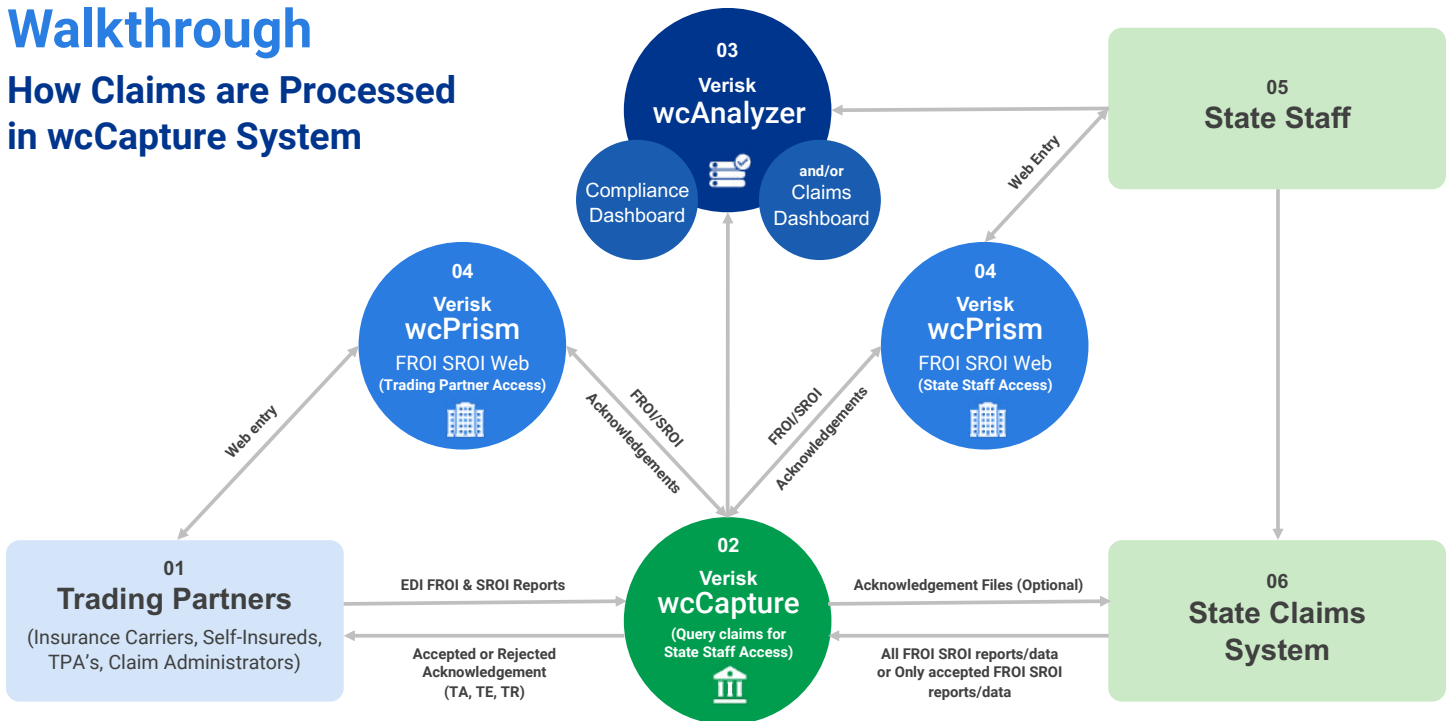 Walkthrough
How Claims are Processed
in wcCapture System
03
Verisk
wcAnalyzer
Compliance
Dashboard
and/or
Claims
Dashboard
05
State Staff
Web Entry
04
Verisk
wcPrism
FROI SROI Web
(Trading Partner Access)
04
Verisk
wcPrism
FROI SROI Web
(State Staff Access)
Web entry
FROI/SROI
Acknowledgements
FROI/SROI
Acknowledgements
01
Trading Partners
(Insurance Carriers, Self-Insureds,
TPA's, Claim Administrators)
EDI FROI & SROI Reports
Accepted or Rejected
Acknowledgement
(TA, TE, TR)
02
Verisk
wcCapture
(Query claims for
State Staff Access)
Acknowledgement Files (Optional)
All FROI SROI reports/data
or Only accepted FROI SROI
reports/data
06
State Claims
System